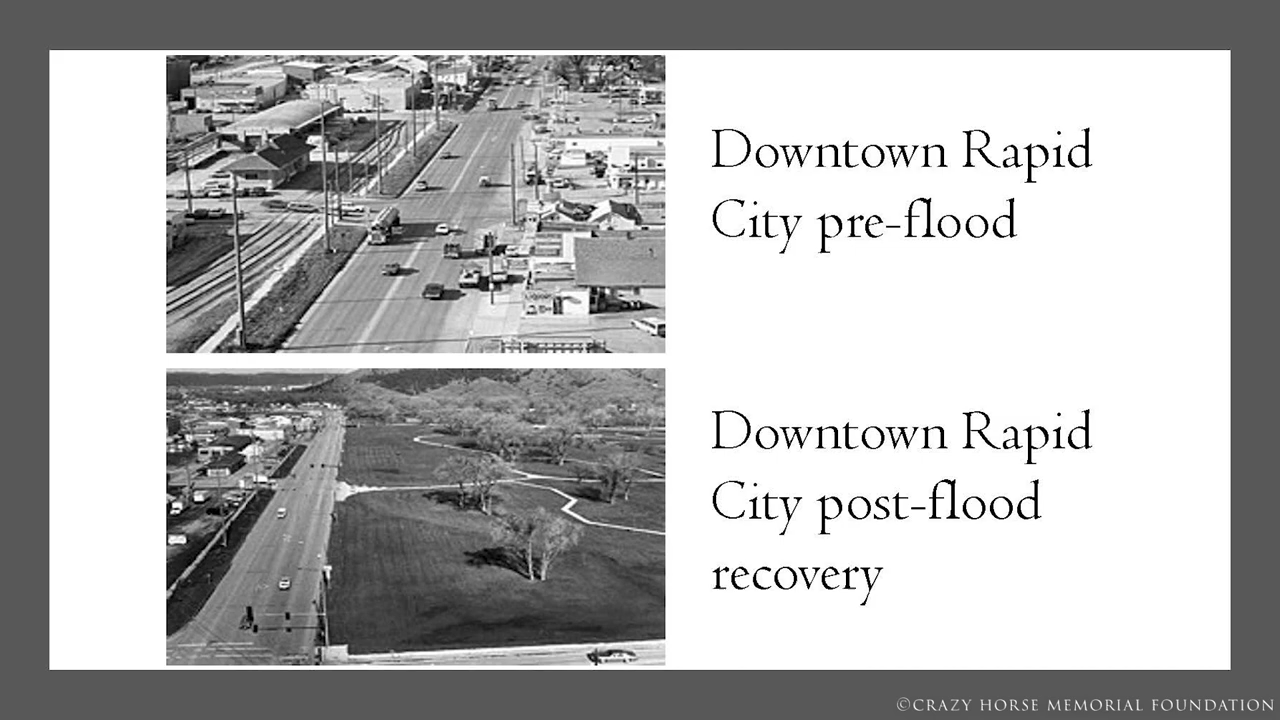 Downtown Rapid
City pre-flood
Downtown Rapid
City post-flood
recovery
©CRAZY HORSE MEMORIAL FOUNDATION